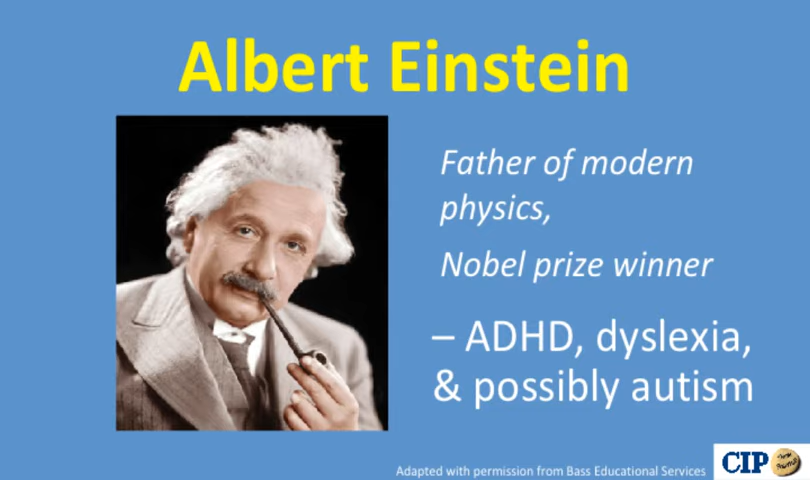 Albert Einstein
Father of modern
physics,
Nobel prize winner
– ADHD, dyslexia,
& possibly autism
Adapted with permission from Bass Educational Services
CIP